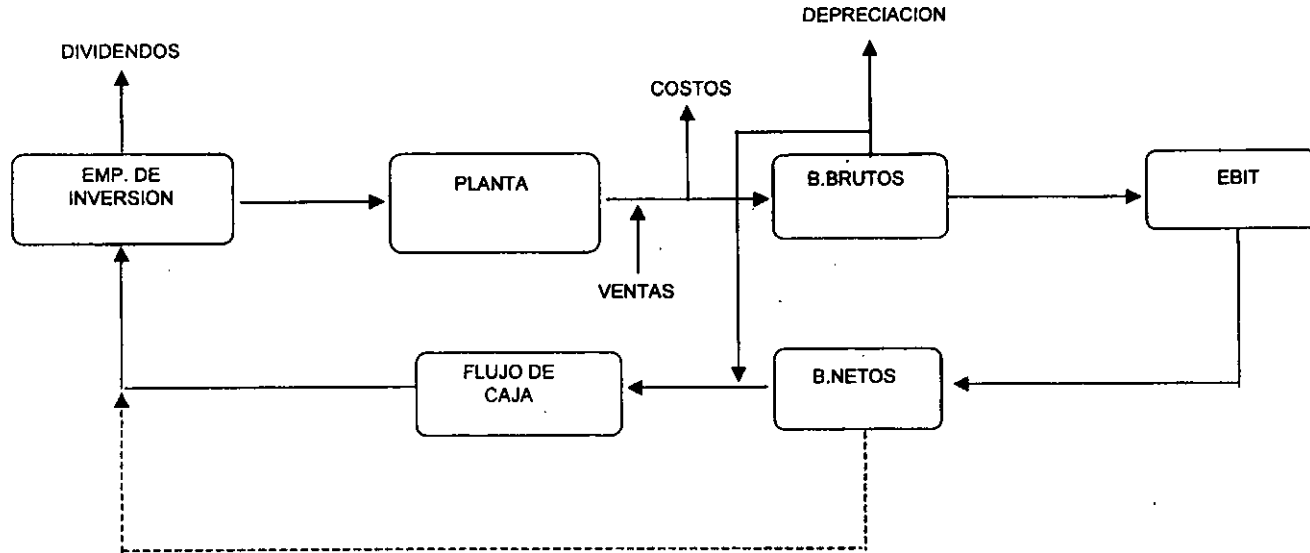 DEPRECIACION
DIVIDENDOS
COSTOS
EMP. DE
INVERSION
PLANTA
B.BRUTOS
EBIT
VENTAS
FLUJO DE
CAJA
B.NETOS